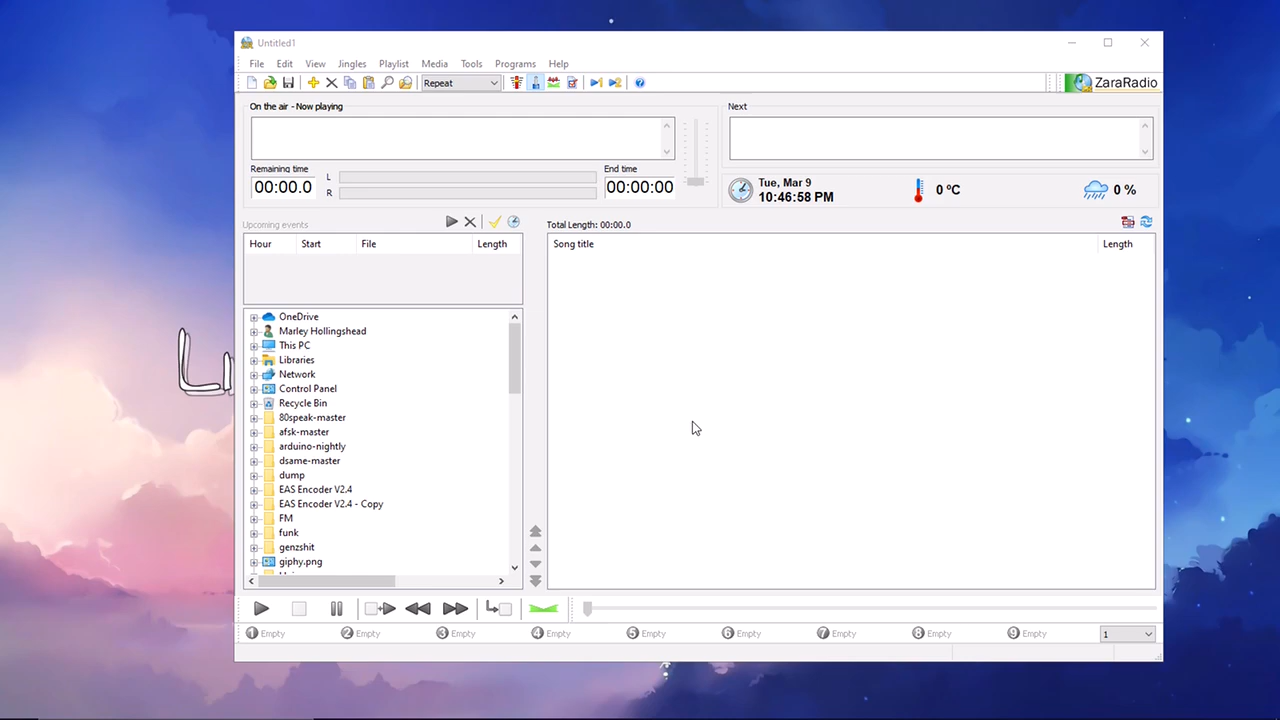 Untitled1
File Edit View Jingles Playlist Media Tools Programs Help
Repeat
ZaraRadio
On the air - Now playing
Next
Remaining time
L
End time
00:00.0
R
00:00:00
Tue, Mar 9
10:46:58 PM
0 ºC
0 %
Upcoming events
Total Length: 00:00.0
Hour Start File Length
Song title Length
OneDrive
Marley Hollingshead
This PC
Libraries
Network
Control Panel
Recycle Bin
80speak-master
afsk-master
arduino-nightly
dsame-master
dump
EAS Encoder V2.4
EAS Encoder V2.4 - Copy
FM
funk
genzshit
giphy.png
1 Empty 2 Empty 3 Empty 4 Empty 5 Empty 6 Empty 7 Empty 8 Empty 9 Empty 1